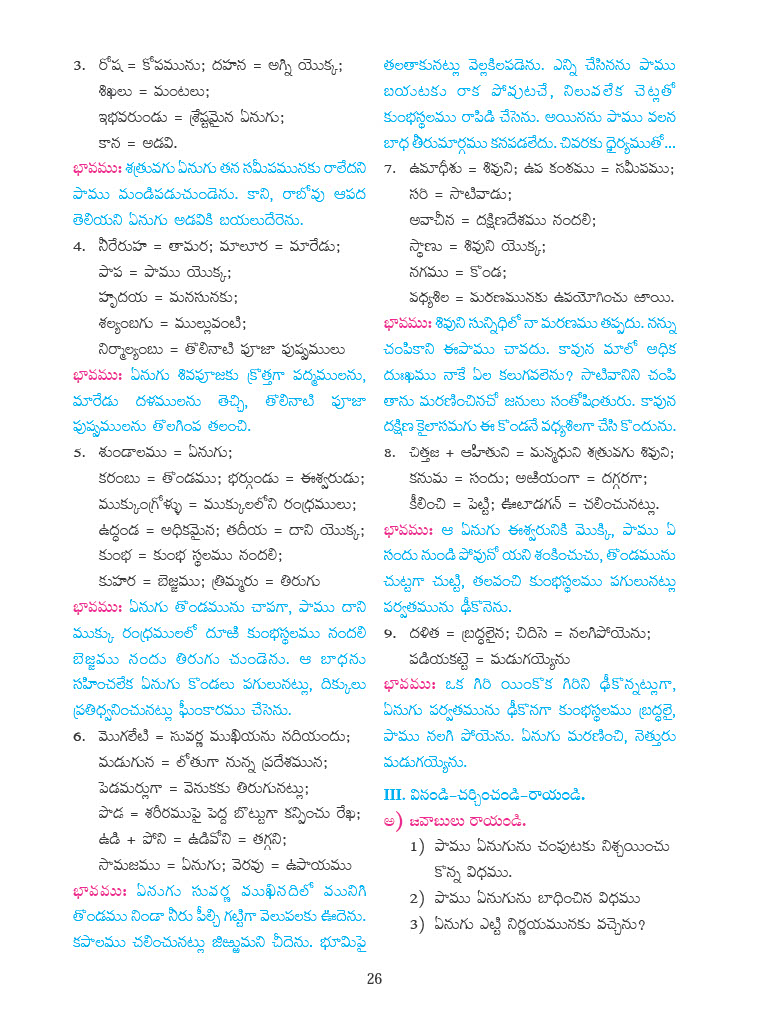 3. రోష = కోపమును; దహన = అగ్ని యొక్క;
శిఖలు = మంటలు;
ఇభవరుండు = శ్రేష్టమైన ఏనుగు;
కాన = అడవి.
భావము: శత్రువగు ఏనుగు తన సమీపమునకు రాలేదని
పాము మండిపడుచుండెను. కాని, రాబోవు ఆపద
తెలియని ఏనుగు అడవికి బయలుదేరెను.
4. నీరేరుహ = తామర; మాలూర = మారేడు;
పాప = పాము యొక్క;
హృదయ = మనసునకు;
శల్యంబగు = ముల్లువంటి;
నిర్మాల్యంబు = తొలినాటి పూజా పుష్పములు
భావము: ఏనుగు శివపూజకు క్రొత్తగా పద్మములను,
మారేడు దళములను తెచ్చి, తొలినాటి పూజా
పుష్పములను తొలగింప తలంచి.
5. శుండాలము = ఏనుగు;
కరంబు = తొండము; భర్గుండు = ఈశ్వరుడు;
ముక్కుంగ్రోళ్ళు = ముక్కులలోని రంధ్రములు;
ఉద్ధండ = అధికమైన; తదీయ = దాని యొక్క;
కుంభ = కుంభ స్థలము నందలి;
కుహర = బెజ్జము; త్రిమ్మరు = తిరుగు
భావము: ఏనుగు తొండమును చాపగా, పాము దాని
ముక్కు రంధ్రములలో దూఱి కుంభస్థలము నందలి
బెజ్జము నందు తిరుగు చుండెను. ఆ బాధను
సహించలేక ఏనుగు కొండలు పగులునట్లు, దిక్కులు
ప్రతిధ్వనించునట్లు ఘీంకారము చేసెను.
6. మొగలేటి = సువర్ణ ముఖియను నదియందు;
మడుగున = లోతుగా నున్న ప్రదేశమున;
పెడమర్లుగా = వెనుకకు తిరుగునట్లు;
పొడ = శరీరముపై పెద్ద బొట్టుగా కన్పించు రేఖ;
ఉడి + పోని = ఉడివోని = తగ్గని;
సామజము = ఏనుగు; వెరవు = ఉపాయము
భావము: ఏనుగు సువర్ణ ముఖినదిలో మునిగి
తొండము నిండా నీరు పీల్చి గట్టిగా వెలుపలకు ఊదెను.
కపాలము చలించునట్లు జిఱ్ఱుమని చీదెను. భూమిపై
తలతాకునట్లు వెల్లకిలపడెను. ఎన్ని చేసినను పాము
బయటకు రాక పోవుటచే, నిలువలేక చెట్లతో
కుంభస్థలము రాపిడి చేసెను. అయినను పాము వలన
బాధ తీరుమార్గము కనపడలేదు. చివరకు ధైర్యముతో...
7. ఉమాధీశు = శివుని; ఉప కంఠము = సమీపము;
సరి = సాటివాడు;
అవాచీన = దక్షిణదేశము నందలి;
స్థాణు = శివుని యొక్క;
నగము = కొండ;
వధ్యశిల = మరణమునకు ఉపయోగించు ఱాయి.
భావము: శివుని సున్నిధిలో నా మరణము తప్పదు. నన్ను
చంపికాని ఈపాము చావదు. కావున మాలో అధిక
దుఃఖము నాకే ఏల కలుగవలెను? సాటివానిని చంపి
తాను మరణించినచో జనులు సంతోషింతురు. కావున
దక్షిణ కైలాసమగు ఈ కొండనే వధ్యశిలగా చేసి కొందును.
8. చిత్తజ + ఆహితుని = మన్మధుని శత్రువగు శివుని;
కనుమ = సందు; అఱియంగా = దగ్గరగా;
కీలించి = పెట్టి; ఊటాడగన్ = చలించునట్లు.
భావము: ఆ ఏనుగు ఈశ్వరునికి మొక్కి, పాము ఏ
సందు నుండి పోవునో యని శంకించుచు, తొండమును
చుట్టగా చుట్టి, తలవంచి కుంభస్థలము పగులునట్లు
పర్వతమును ఢీకొనెను.
9. దళిత = బ్రద్ధలైన; చిదిసె = నలగిపోయెను;
పడియకట్టె = మడుగయ్యెను
భావము: ఒక గిరి యింకొక గిరిని ఢీకొన్నట్లుగా,
ఏనుగు పర్వతమును ఢీకొనగా కుంభస్థలము బ్రద్ధలై,
పాము నలగి పోయెను. ఏనుగు మరణించి, నెత్తురు
మడుగయ్యెను.
III. వినండి-చర్చించండి-రాయండి.
అ) జవాబులు రాయండి.
1) పాము ఏనుగును చంపుటకు నిశ్చయించు
కొన్న విధము.
2) పాము ఏనుగును బాధించిన విధము
3) ఏనుగు ఎట్టి నిర్ణయమునకు వచ్చెను?
26